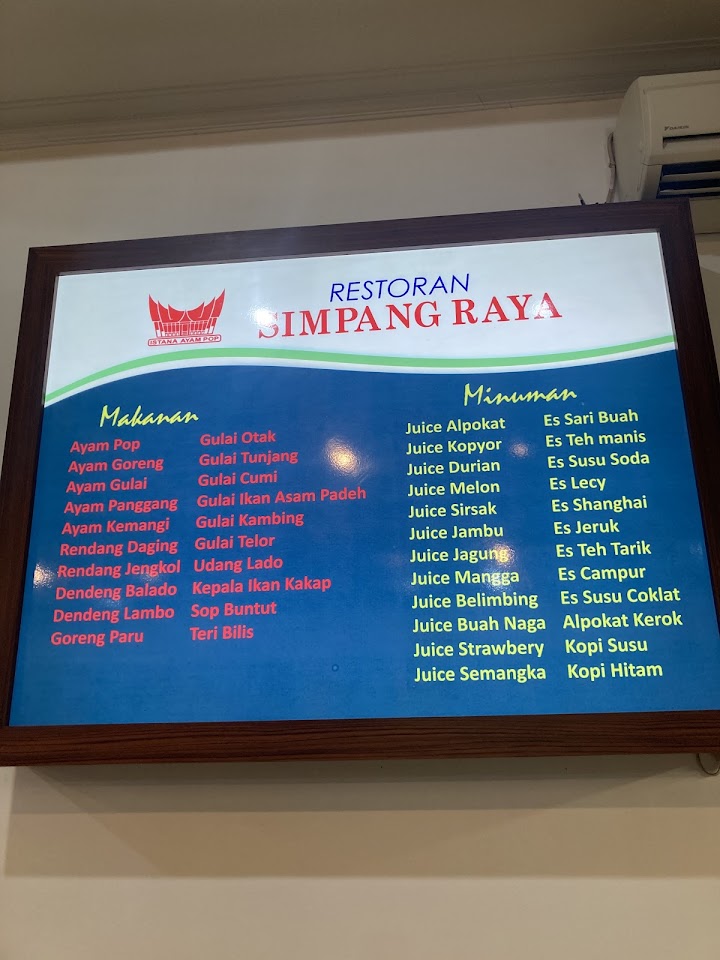 DAIKIN
RESTORAN
SIMPANG RAYA
ISTANA AYAM POP
Makanan
Ayam Pop
Ayam Goreng
Ayam Gulai
Ayam Panggang
Ayam Kemangi
Rendang Daging
Rendang Jengkol
Dendeng Balado
Dendeng Lambo
Goreng Paru
Gulai Otak
Gulai Tunjang
Gulai Cumi
Gulai Ikan Asam Padeh
Gulai Kambing
Gulai Telor
Udang Lado
Kepala Ikan Kakap
Sop Buntut
Teri Bilis
Minuman
Juice Alpokat
Juice Kopyor
Juice Durian
Juice Melon
Juice Sirsak
Juice Jambu
Juice Jagung
Juice Mangga
Juice Belimbing
Juice Buah Naga
Juice Strawbery
Juice Semangka
Es Sari Buah
Es Teh manis
Es Susu Soda
Es Lecy
Es Shanghai
Es Jeruk
Es Teh Tarik
Es Campur
Es Susu Coklat
Alpokat Kerok
Kopi Susu
Kopi Hitam